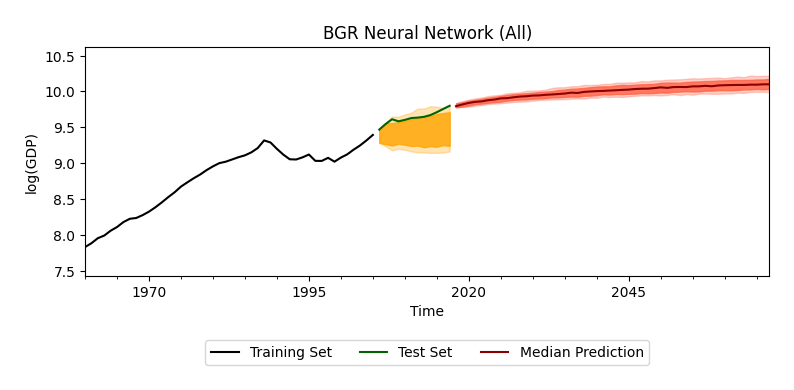 BGR Neural Network (All)
10.5
10.0
9.5
9.0
8.5
8.0
7.5
log(GDP)
1970 1995 2020 2045
Time
Training Set Test Set Median Prediction